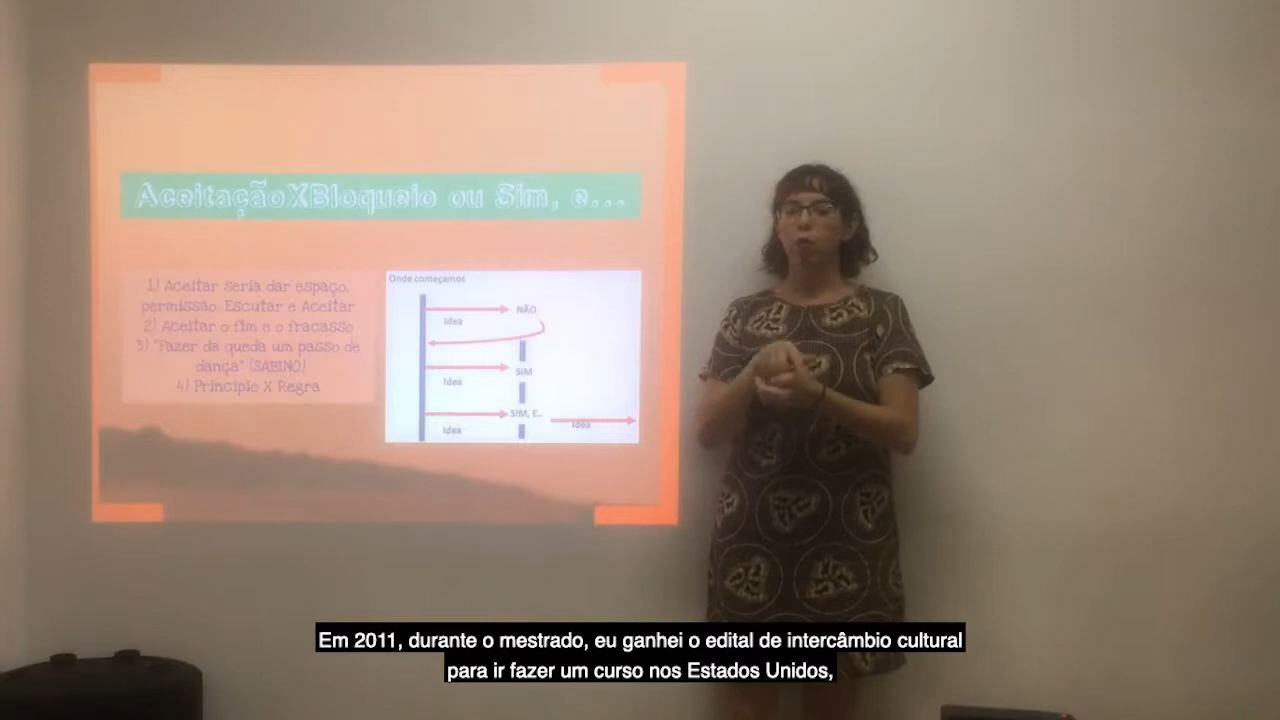 AceitaçãoXBloqueio ou Sim, e...
1) Aceitar seria dar espaço,
permissão. Escutar e Aceitar
2) Aceitar o fim e o fracasso
3) "Fazer da queda um passo de
dança" (SABINO)
4) Princípio X Regra
Onde começamos
NÃO
Idea
SIM
Idea
SIM, E...
Idea
Idea
Em 2011, durante o mestrado, eu ganhei o edital de intercâmbio cultural
para ir fazer um curso nos Estados Unidos,